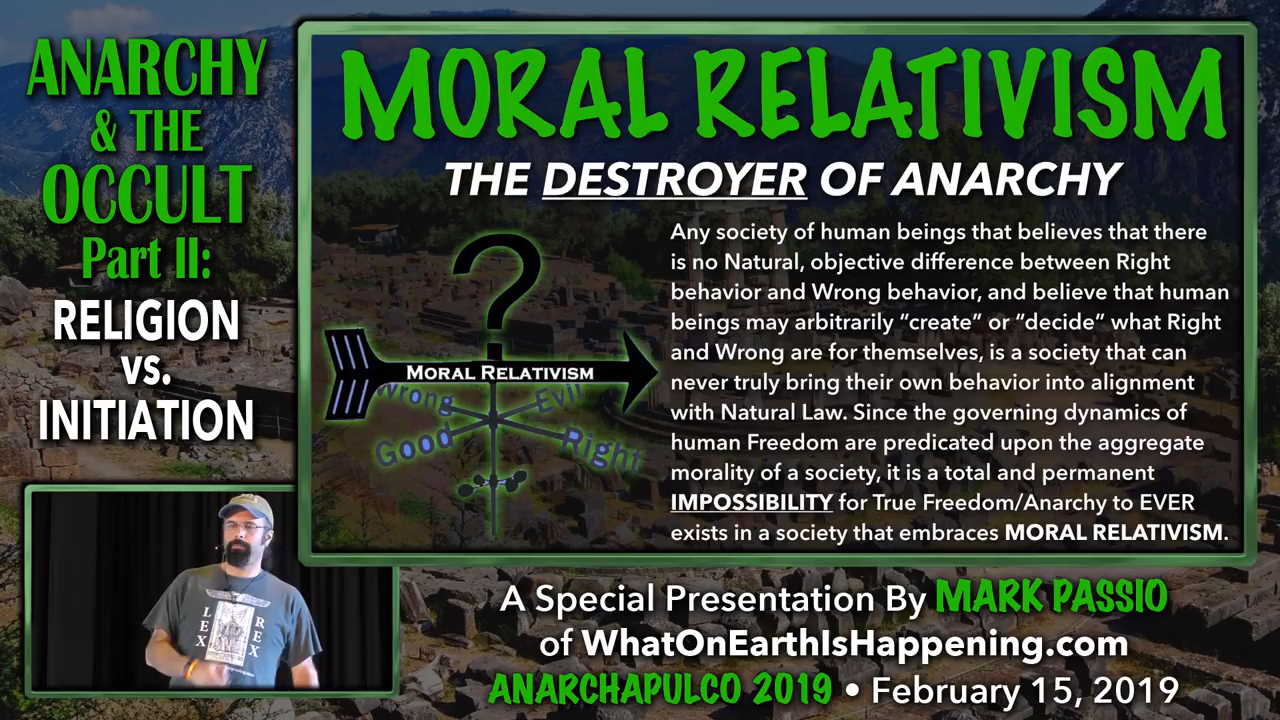 ANARCHY
& THE
OCCULT
Part II:
RELIGION
vs.
INITIATION
MORAL RELATIVISM
THE DESTROYER OF ANARCHY
?
MORAL RELATIVISM
Wrong
Evil
Good
Right
Any society of human beings that believes that there
is no Natural, objective difference between Right
behavior and Wrong behavior, and believe that human
beings may arbitrarily “create” or “decide” what Right
and Wrong are for themselves, is a society that can
never truly bring their own behavior into alignment
with Natural Law. Since the governing dynamics of
human Freedom are predicated upon the aggregate
morality of a society, it is a total and permanent
IMPOSSIBILITY for True Freedom/Anarchy to EVER
exists in a society that embraces MORAL RELATIVISM.
LEX
REX
A Special Presentation By MARK PASSIO
of WhatOnEarthIsHappening.com
ANARCHAPULCO 2019 • February 15, 2019